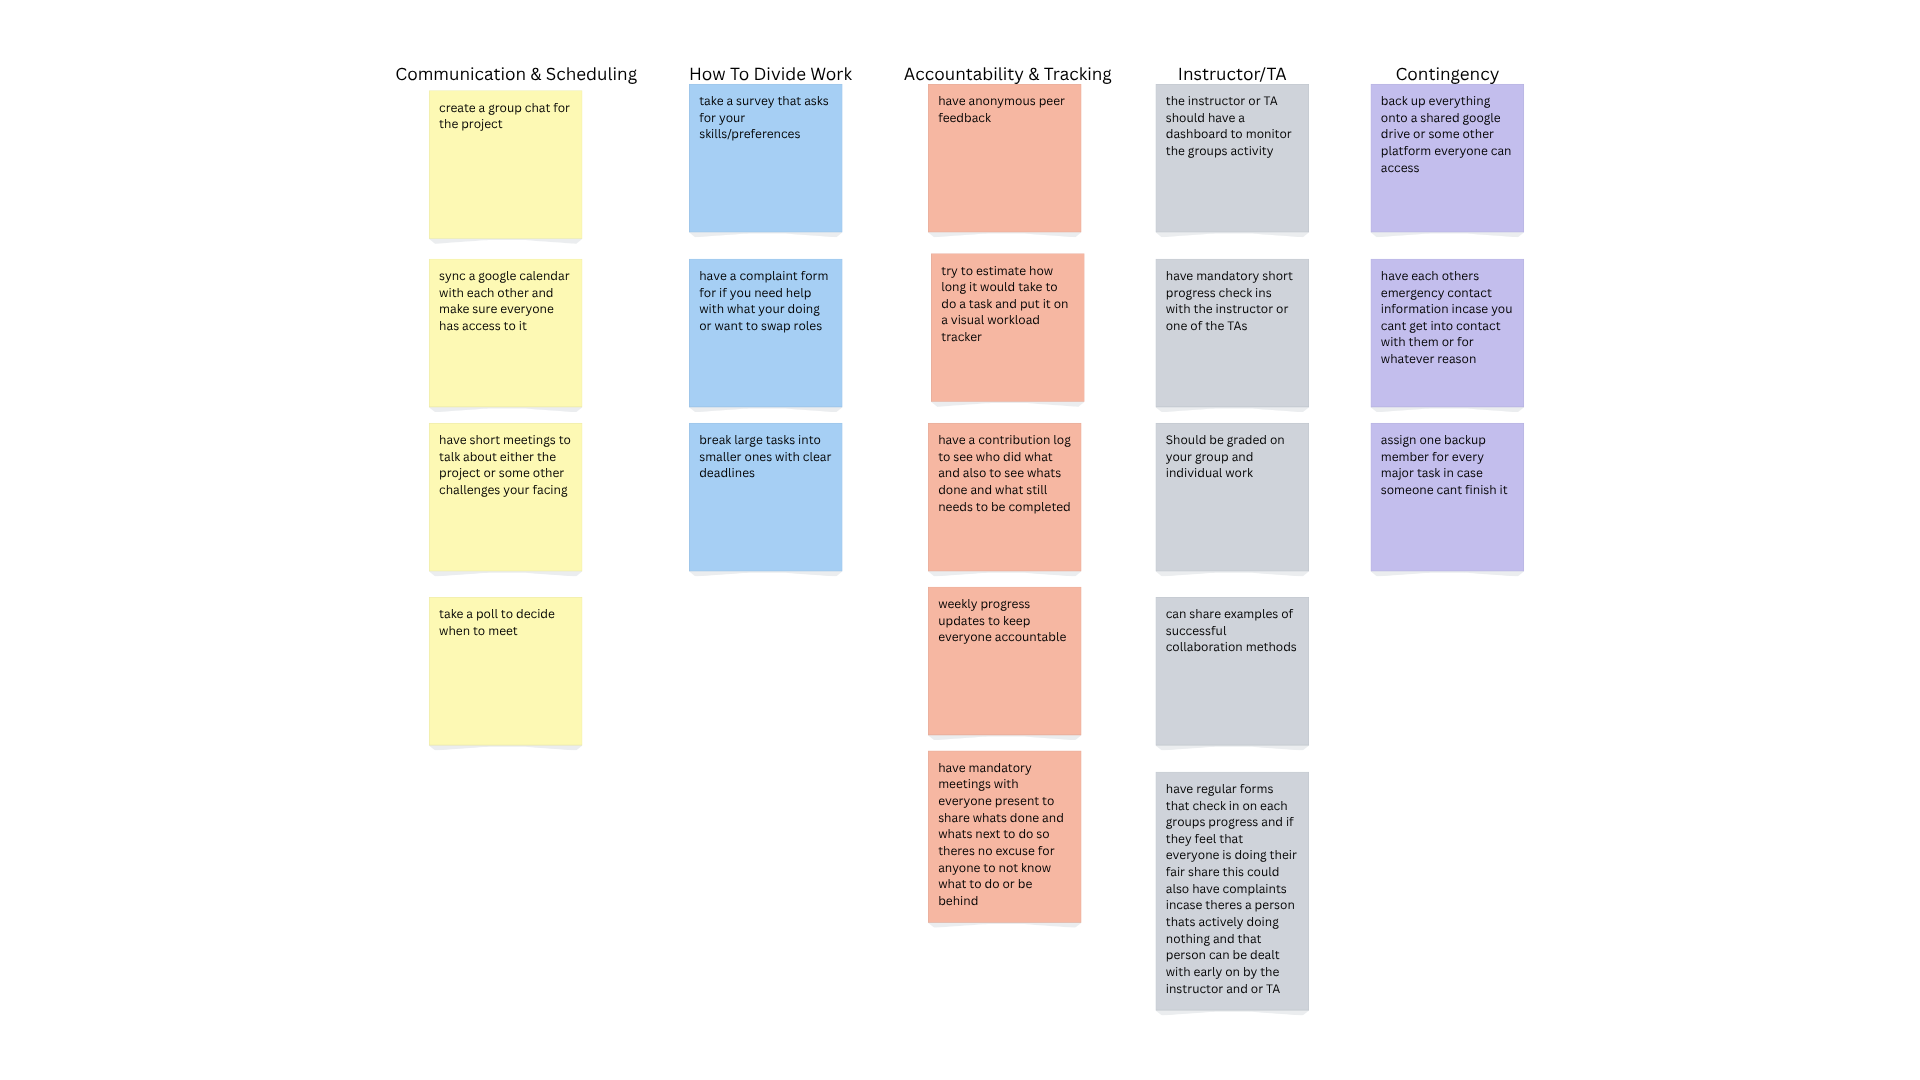 Communication & Scheduling
create a group chat for
the project
sync a google calendar
with each other and
make sure everyone
has access to it
have short meetings to
talk about either the
project or some other
challenges your facing
take a poll to decide
when to meet
How To Divide Work
take a survey that asks
for your
skills/preferences
have a complaint form
for if you need help
with what your doing
or want to swap roles
break large tasks into
smaller ones with clear
deadlines
Accountability & Tracking
have anonymous peer
feedback
try to estimate how
long it would take to
do a task and put it on
a visual workload
tracker
have a contribution log
to see who did what
and also to see whats
done and what still
needs to be completed
weekly progress
updates to keep
everyone accountable
have mandatory
meetings with
everyone present to
share whats done and
whats next to do so
theres no excuse for
anyone to not know
what to do or be
behind
Instructor/TA
the instructor or TA
should have a
dashboard to monitor
the groups activity
have mandatory short
progress check ins
with the instructor or
one of the TAs
Should be graded on
your group and
individual work
can share examples of
successful
collaboration methods
have regular forms
that check in on each
groups progress and if
they feel that
everyone is doing their
fair share this could
also have complaints
incase theres a person
thats actively doing
nothing and that
person can be dealt
with early on by the
instructor and or TA
Contingency
back up everything
onto a shared google
drive or some other
platform everyone can
access
have each others
emergency contact
information incase you
cant get into contact
with them or for
whatever reason
assign one backup
member for every
major task in case
someone cant finish it